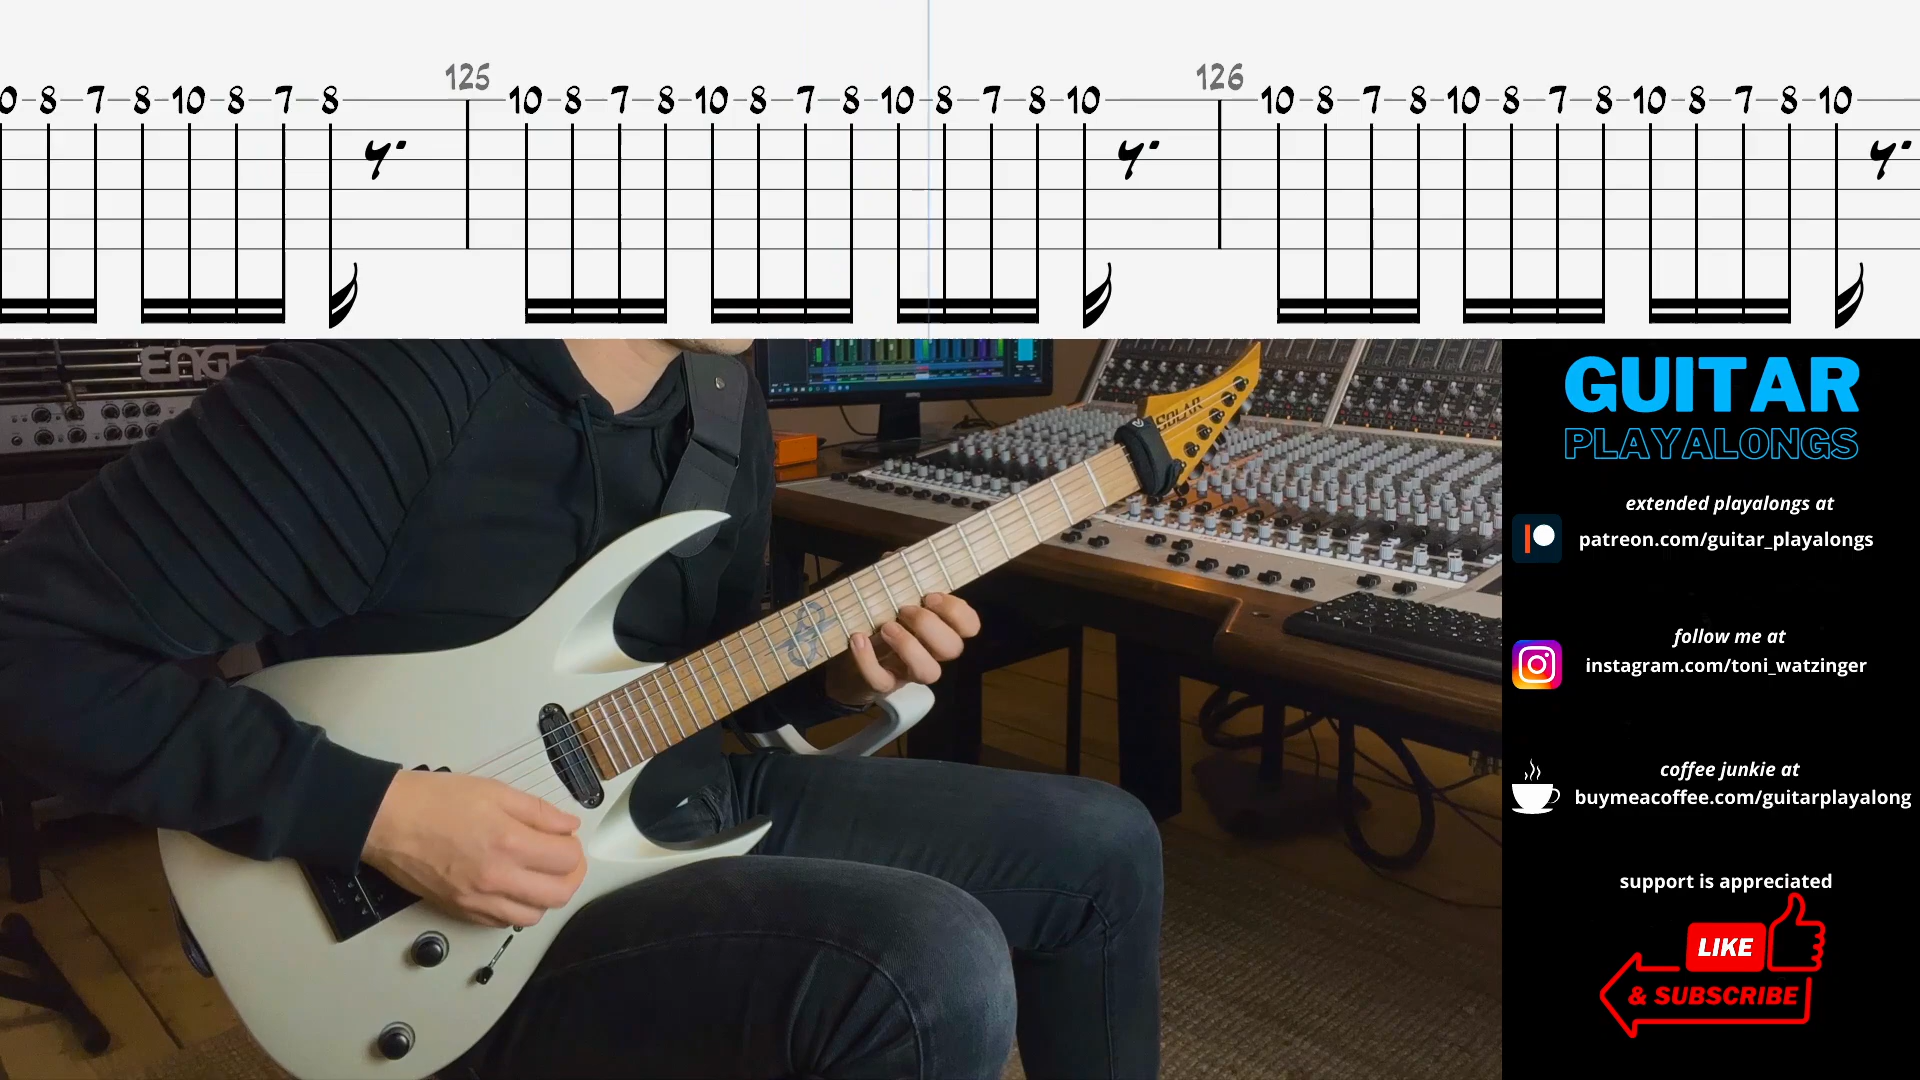 125
126
0 8 7 8 10 8 7 8 10 8 7 8 10 8 7 8 10 8 7 8 10 10 8 7 8 10 8 7 8 10 8 7 8 10
ENGL
SOLAR
GUITAR
PLAYALONGS
extended playalongs at
patreon.com/guitar_playalongs
follow me at
instagram.com/toni_watzinger
coffee junkie at
buymeacoffee.com/guitarplayalong
support is appreciated
LIKE
& SUBSCRIBE